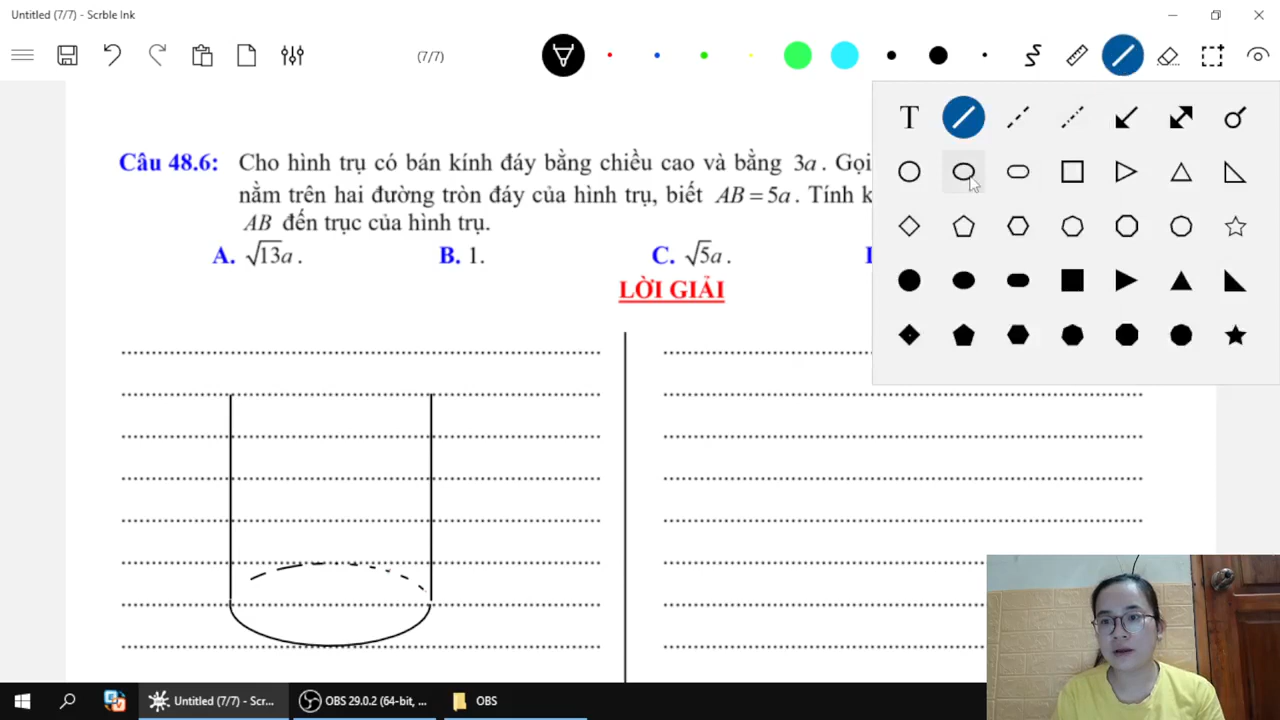 Untitled (7/7) - Scrble Ink
(7/7)
T
Câu 48.6: Cho hình trụ có bán kính đáy bằng chiều cao và bằng 3a. Gọi
nằm trên hai đường tròn đáy của hình trụ, biết AB = 5a. Tính
AB đến trục của hình trụ.
A. √13a. B. 1. C. √5a.
LỜI GIẢI
Untitled (7/7) - Scr... OBS 29.0.2 (64-bit, ... OBS